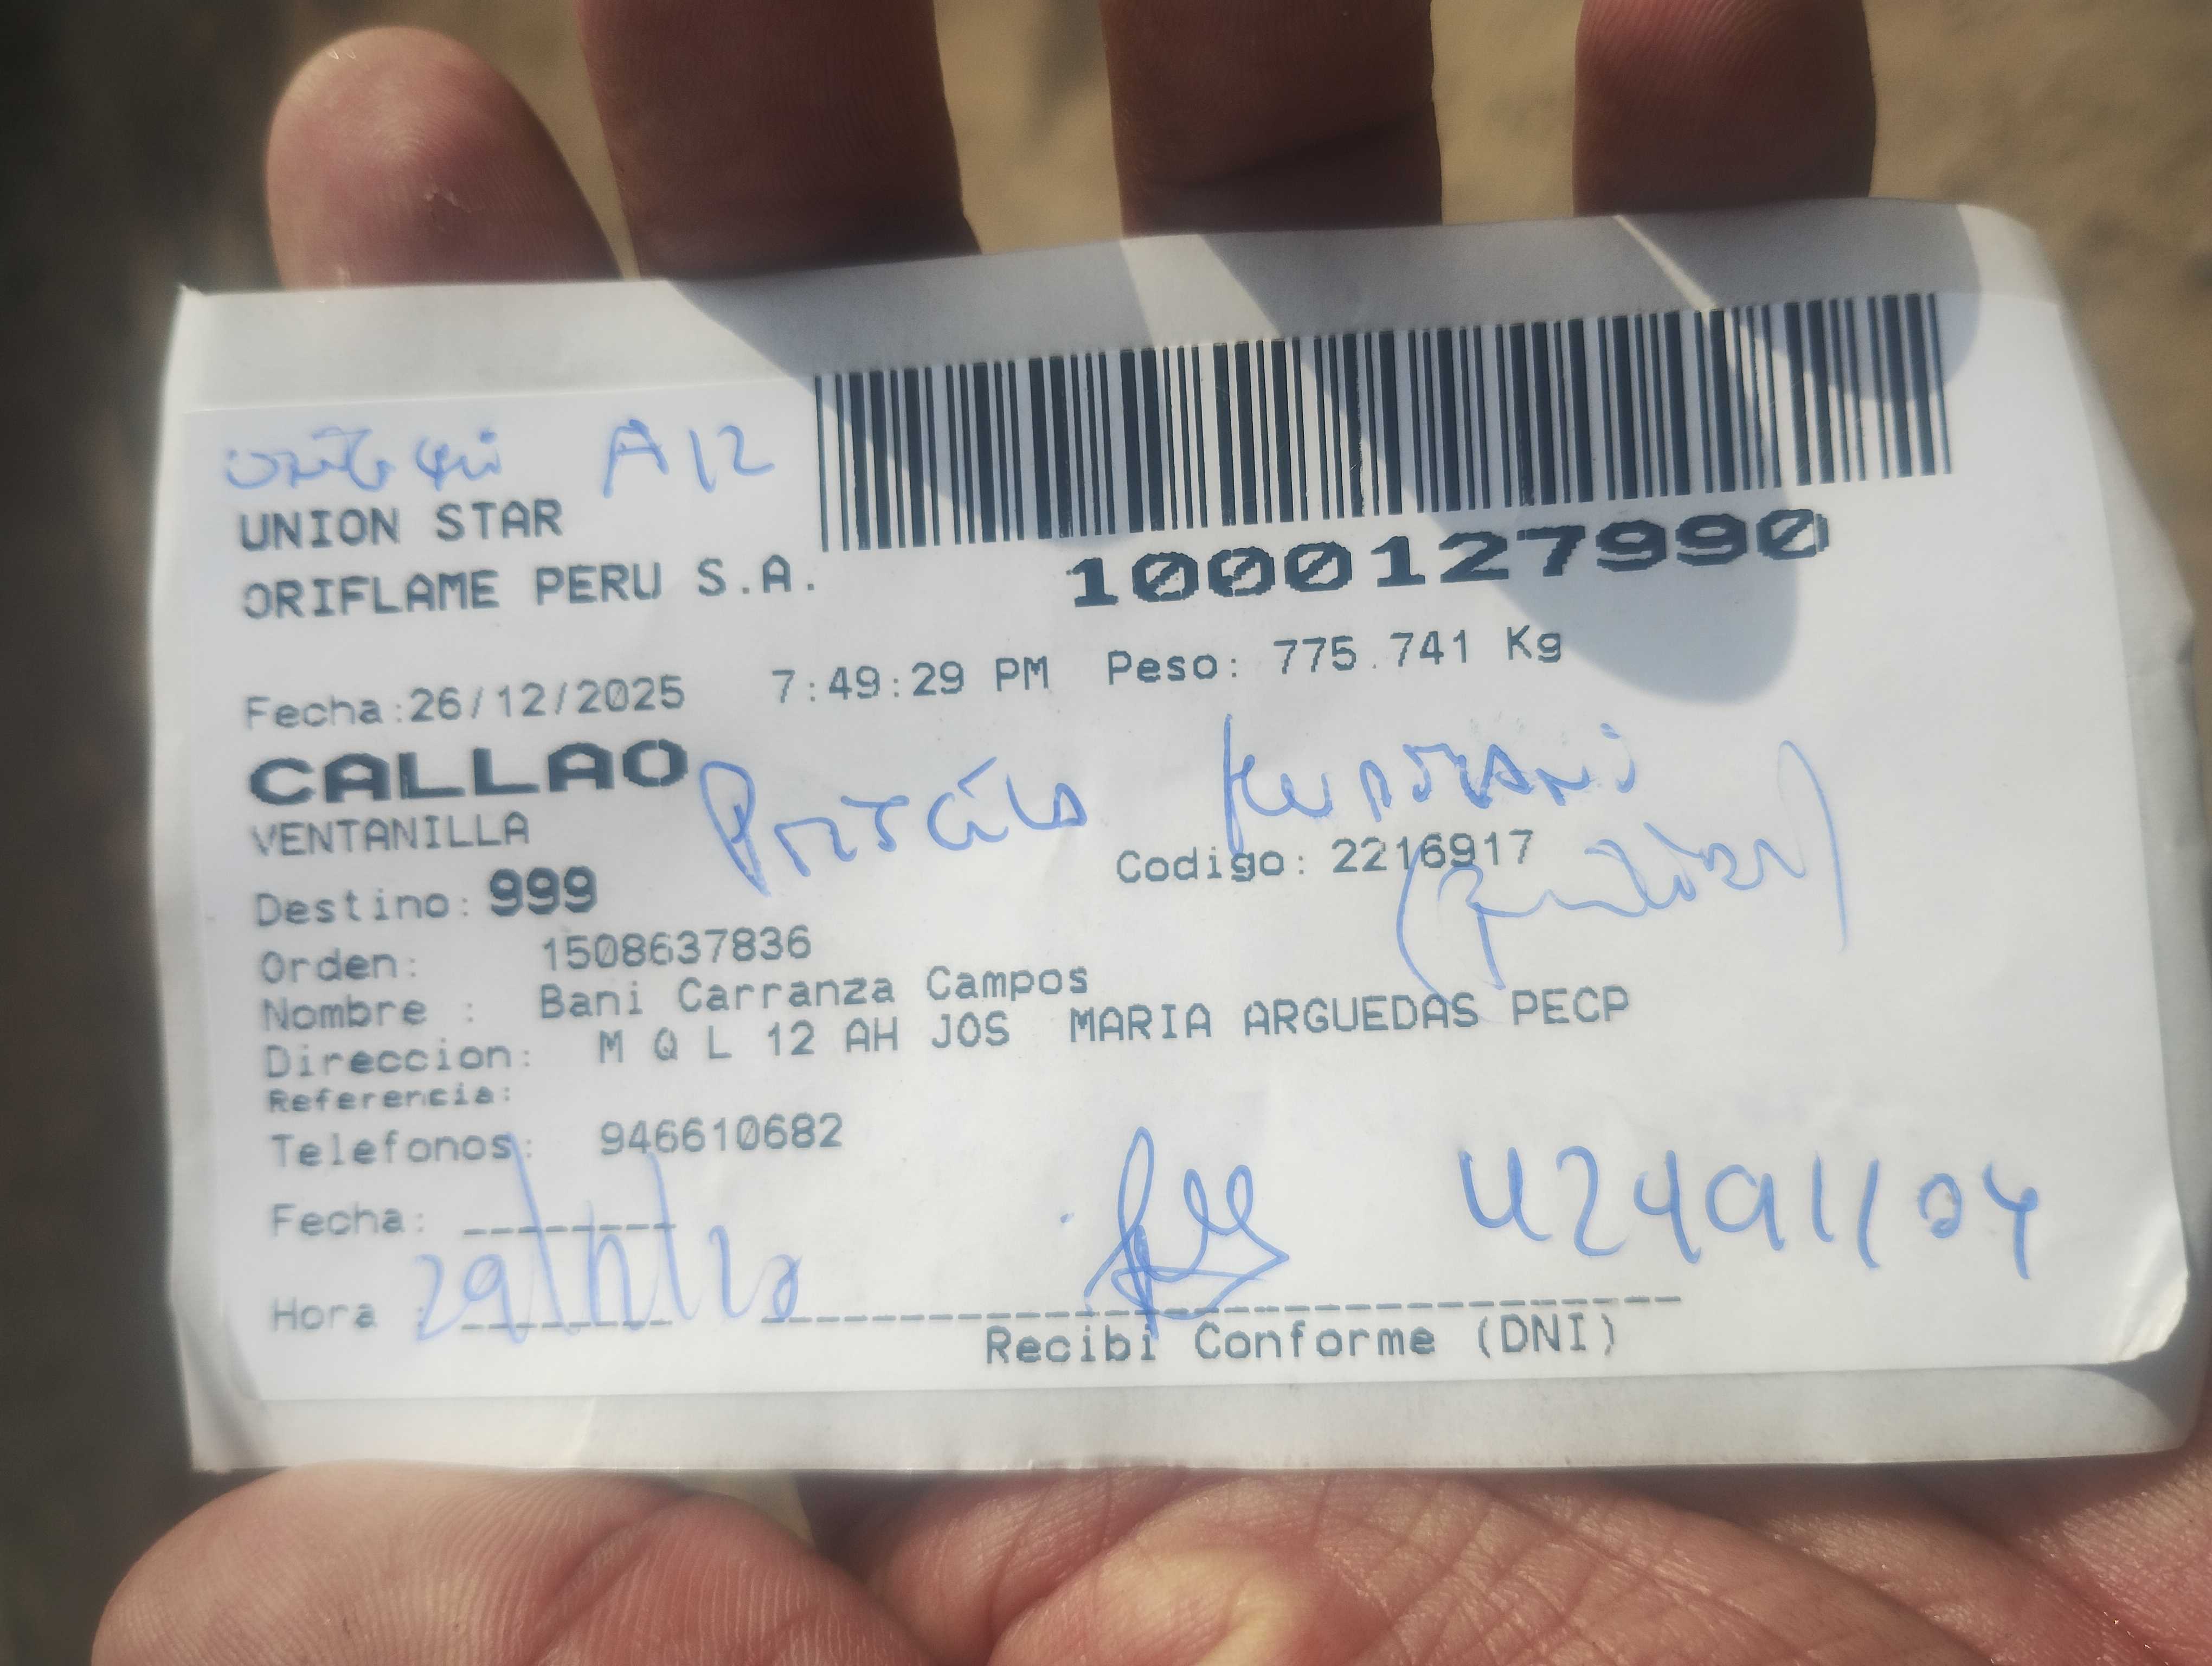 A12
UNION STAR
ORIFLAME PERU S.A.
1000127990
Fecha:26/12/2025 7:49:29 PM Peso: 775.741 Kg
CALLAO
VENTANILLA
Codigo: 2216917
Destino: 999
Orden: 1508637836
Nombre : Bani Carranza Campos
Direccion: M Q L 12 AH JOS MARIA ARGUEDAS PECP
Referencia:
Telefonos: 946610682
Fecha:
Hora :
Recibi Conforme (DNI)